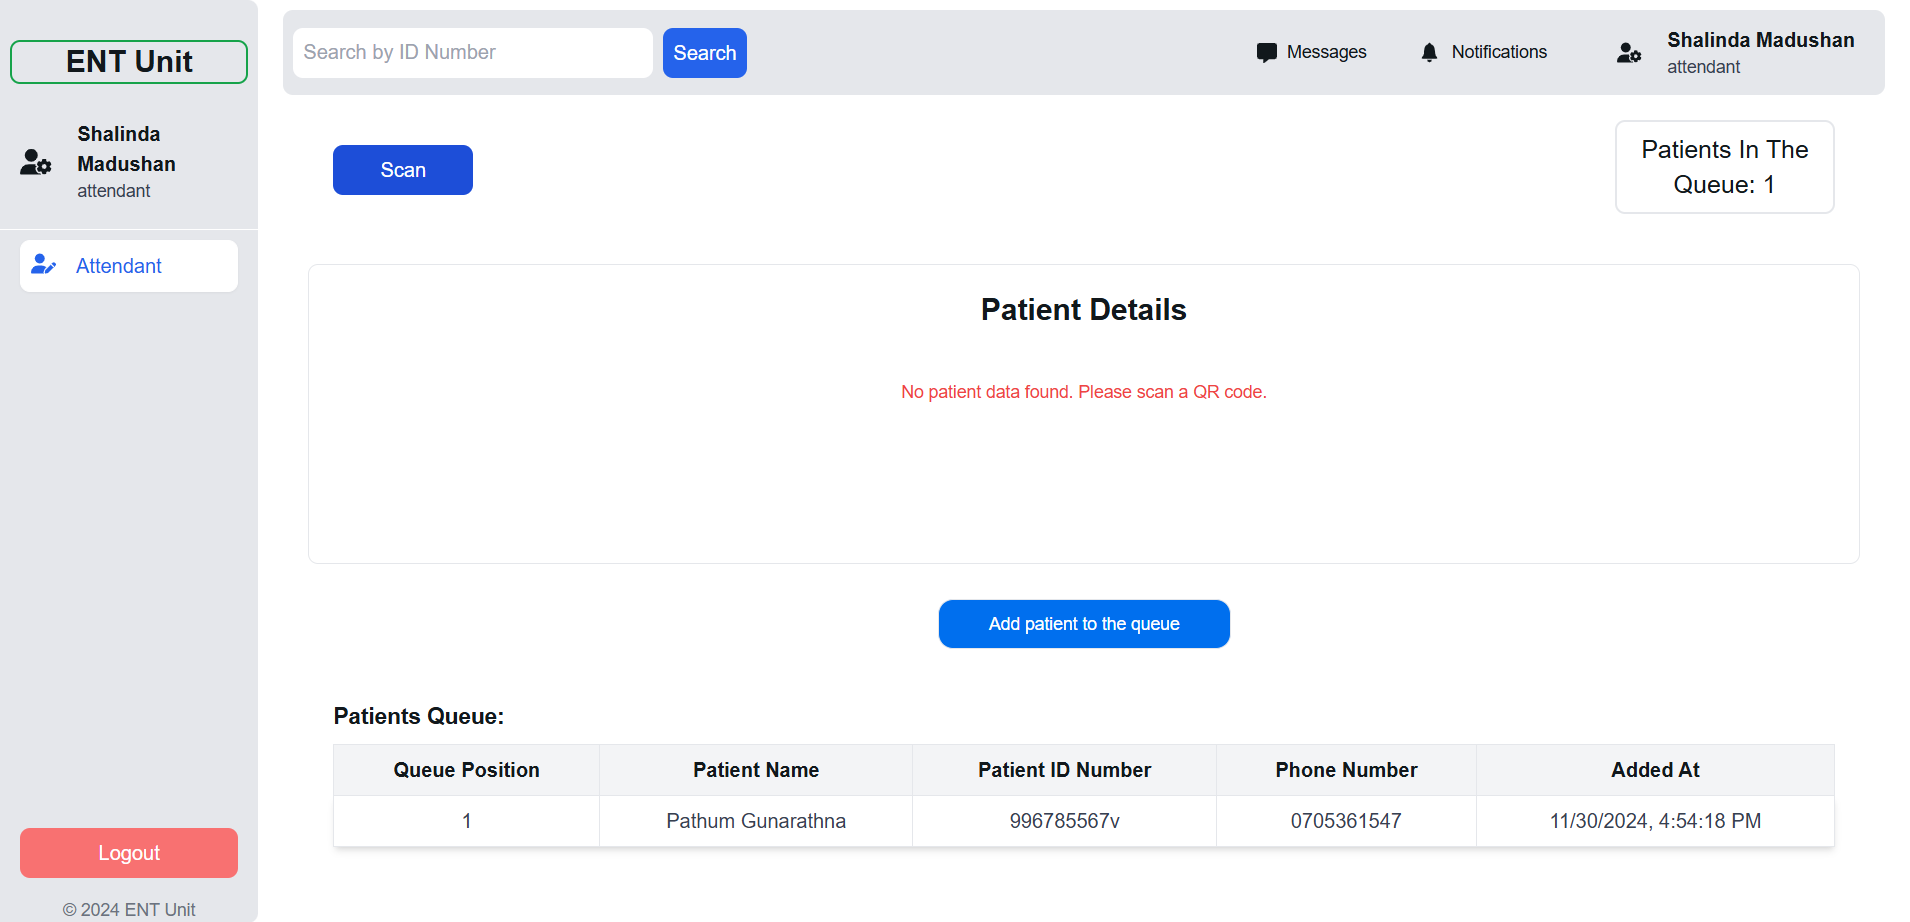 ENT Unit
Shalinda
Madushan
attendant
Attendant
Logout
© 2024 ENT Unit
Search by ID Number
Search
Messages
Notifications
Shalinda Madushan
attendant
Scan
Patients In The
Queue: 1
Patient Details
No patient data found. Please scan a QR code.
Add patient to the queue
Patients Queue:
Queue Position Patient Name Patient ID Number Phone Number Added At
1 Pathum Gunarathna 996785567v 0705361547 11/30/2024, 4:54:18 PM